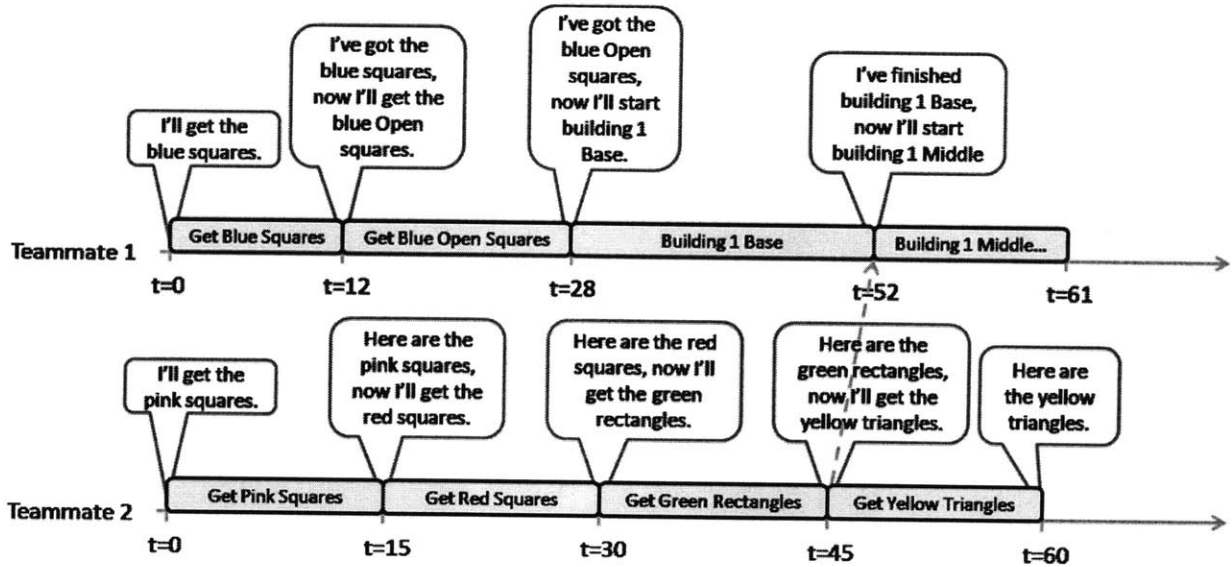 I'll get the
blue squares.
I've got the
blue squares,
now I'll get the
blue Open
squares.
I've got the
blue Open
squares,
now I'll start
building 1
Base.
I've finished
building 1 Base,
now I'll start
building 1 Middle
Teammate 1
Get Blue Squares
Get Blue Open Squares
Building 1 Base
Building 1 Middle...
t=0
t=12
t=28
t=52
t=61
I'll get the
pink squares.
Here are the
pink squares,
now I'll get the
red squares.
Here are the red
squares, now I'll
get the green
rectangles.
Here are the
green rectangles,
now I'll get the
yellow triangles.
Here are
the yellow
triangles.
Teammate 2
Get Pink Squares
Get Red Squares
Get Green Rectangles
Get Yellow Triangles
t=0
t=15
t=30
t=45
t=60